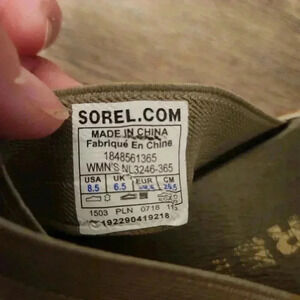 SOREL.COM
MADE IN CHINA
Fabriqué En Chine
1848561365
WMN'S NL3246-365
USA UK EUR CM
8.5 6.5
1503 PLN 0718
192290419218